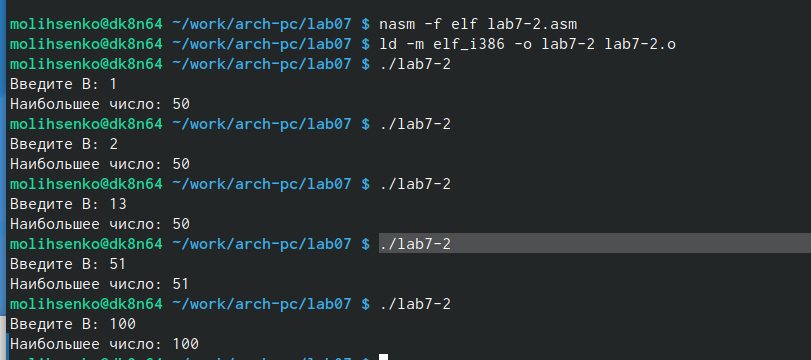 molihsenko@dk8n64 ~/work/arch-pc/lab07 $ nasm -f elf lab7-2.asm
molihsenko@dk8n64 ~/work/arch-pc/lab07 $ ld -m elf_i386 -o lab7-2 lab7-2.o
molihsenko@dk8n64 ~/work/arch-pc/lab07 $ ./lab7-2
Введите B: 1
Наибольшее число: 50
molihsenko@dk8n64 ~/work/arch-pc/lab07 $ ./lab7-2
Введите B: 2
Наибольшее число: 50
molihsenko@dk8n64 ~/work/arch-pc/lab07 $ ./lab7-2
Введите B: 13
Наибольшее число: 50
molihsenko@dk8n64 ~/work/arch-pc/lab07 $ ./lab7-2
Введите B: 51
Наибольшее число: 51
molihsenko@dk8n64 ~/work/arch-pc/lab07 $ ./lab7-2
Введите B: 100
Наибольшее число: 100
molihsenko@dk8n64 ~/work/arch-pc/lab07 $